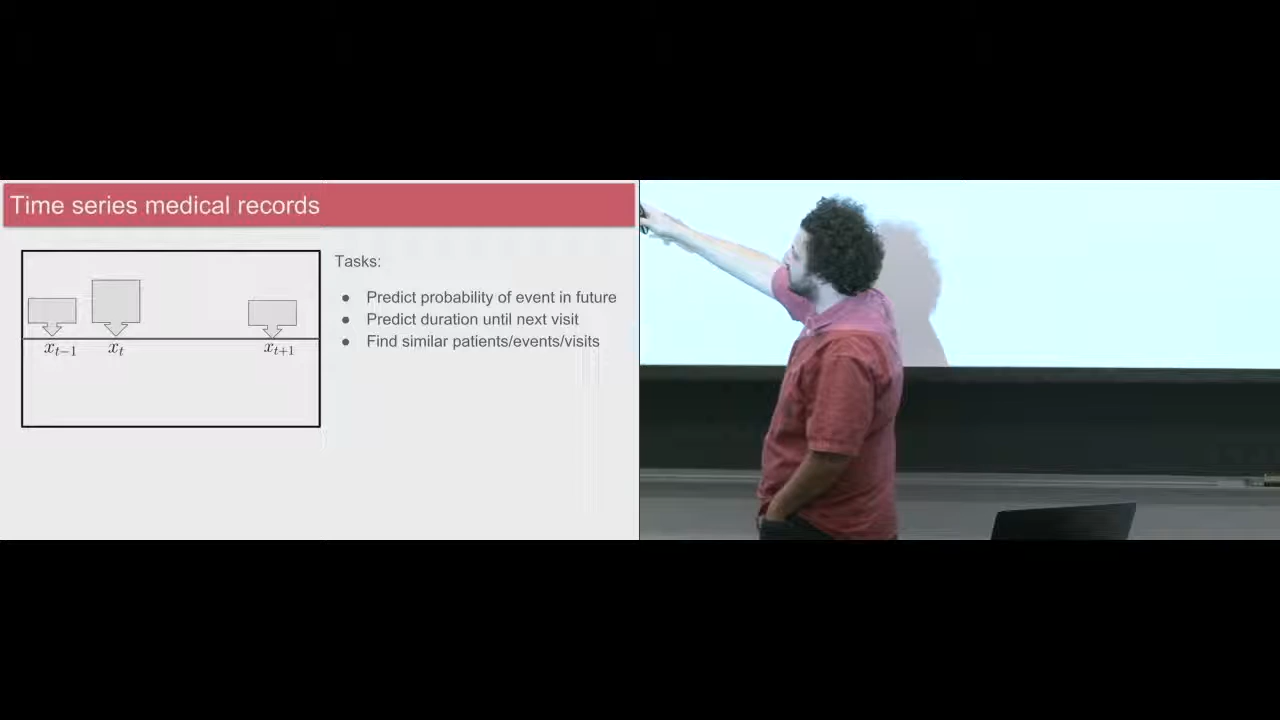 Time series medical records
Tasks:
● Predict probability of event in future
● Predict duration until next visit
● Find similar patients/events/visits
x_{t−1} x_t x_{t+1}